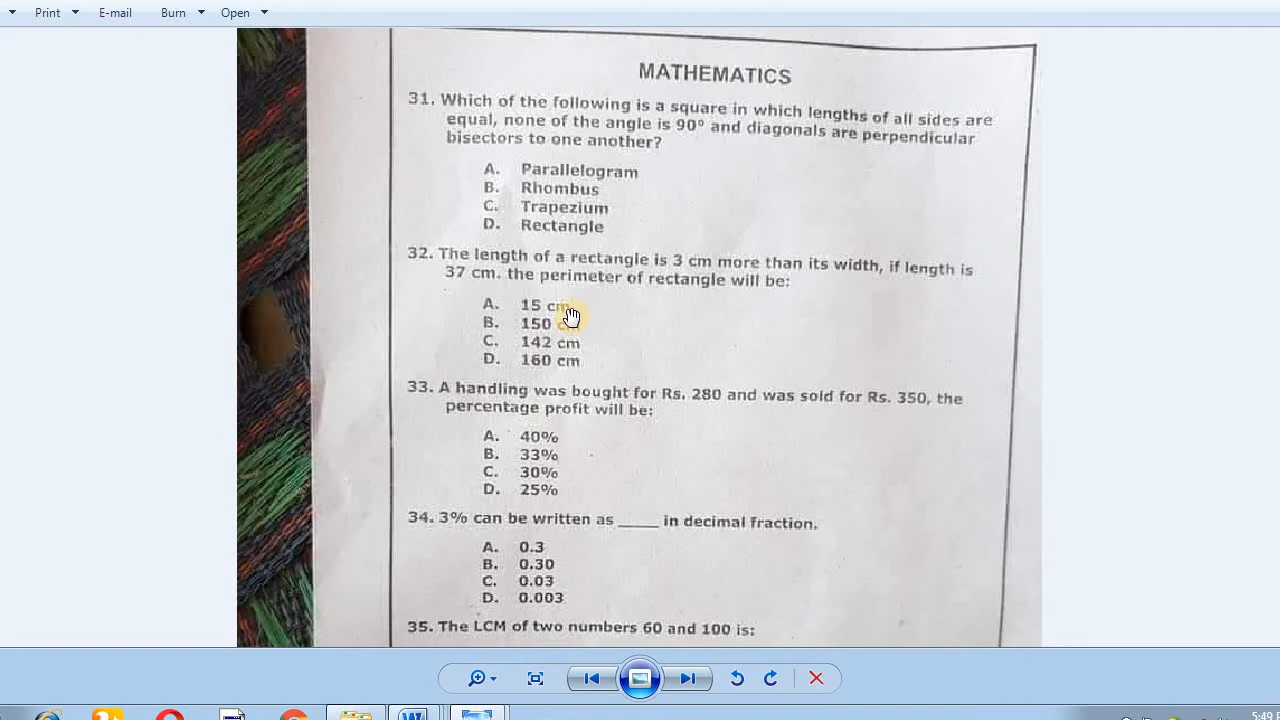 Print E-mail Burn Open
MATHEMATICS
31. Which of the following is a square in which lengths of all sides are
equal, none of the angle is 90° and diagonals are perpendicular
bisectors to one another?
A. Parallelogram
B. Rhombus
C. Trapezium
D. Rectangle
32. The length of a rectangle is 3 cm more than its width, if length is
37 cm. the perimeter of rectangle will be:
A. 15 cm
B. 150 cm
C. 142 cm
D. 160 cm
33. A handling was bought for Rs. 280 and was sold for Rs. 350, the
percentage profit will be:
A. 40%
B. 33%
C. 30%
D. 25%
34. 3% can be written as _____ in decimal fraction.
A. 0.3
B. 0.30
C. 0.03
D. 0.003
35. The LCM of two numbers 60 and 100 is: